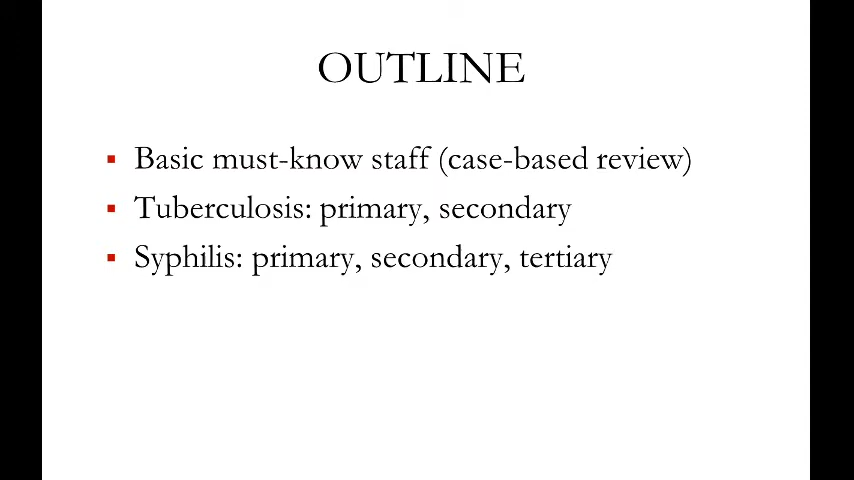 OUTLINE
▪ Basic must-know staff (case-based review)
▪ Tuberculosis: primary, secondary
▪ Syphilis: primary, secondary, tertiary